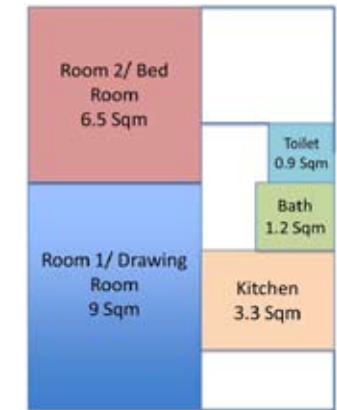 Room 2/ Bed
Room
6.5 Sqm
Toilet
0.9 Sqm
Bath
1.2 Sqm
Room 1/ Drawing
Room
9 Sqm
Kitchen
3.3 Sqm